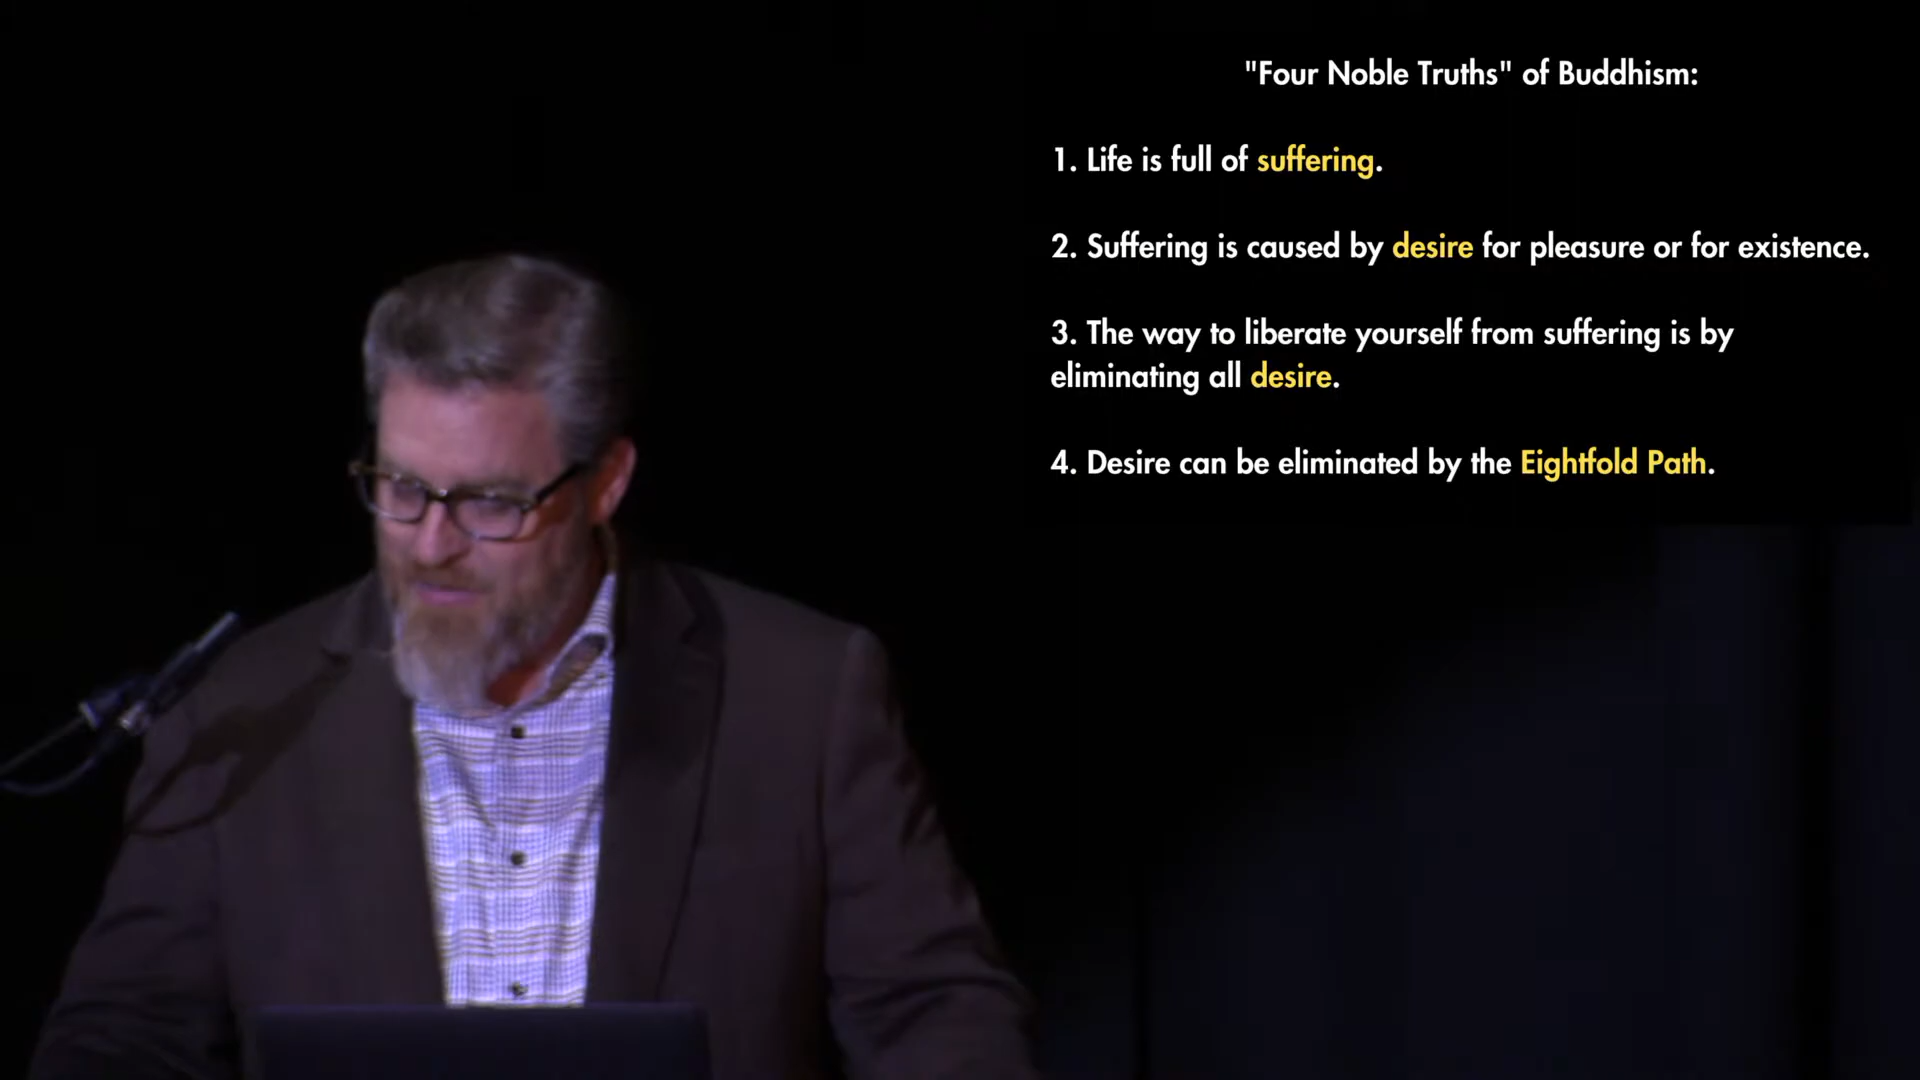 "Four Noble Truths" of Buddhism:
1. Life is full of suffering.
2. Suffering is caused by desire for pleasure or for existence.
3. The way to liberate yourself from suffering is by
eliminating all desire.
4. Desire can be eliminated by the Eightfold Path.